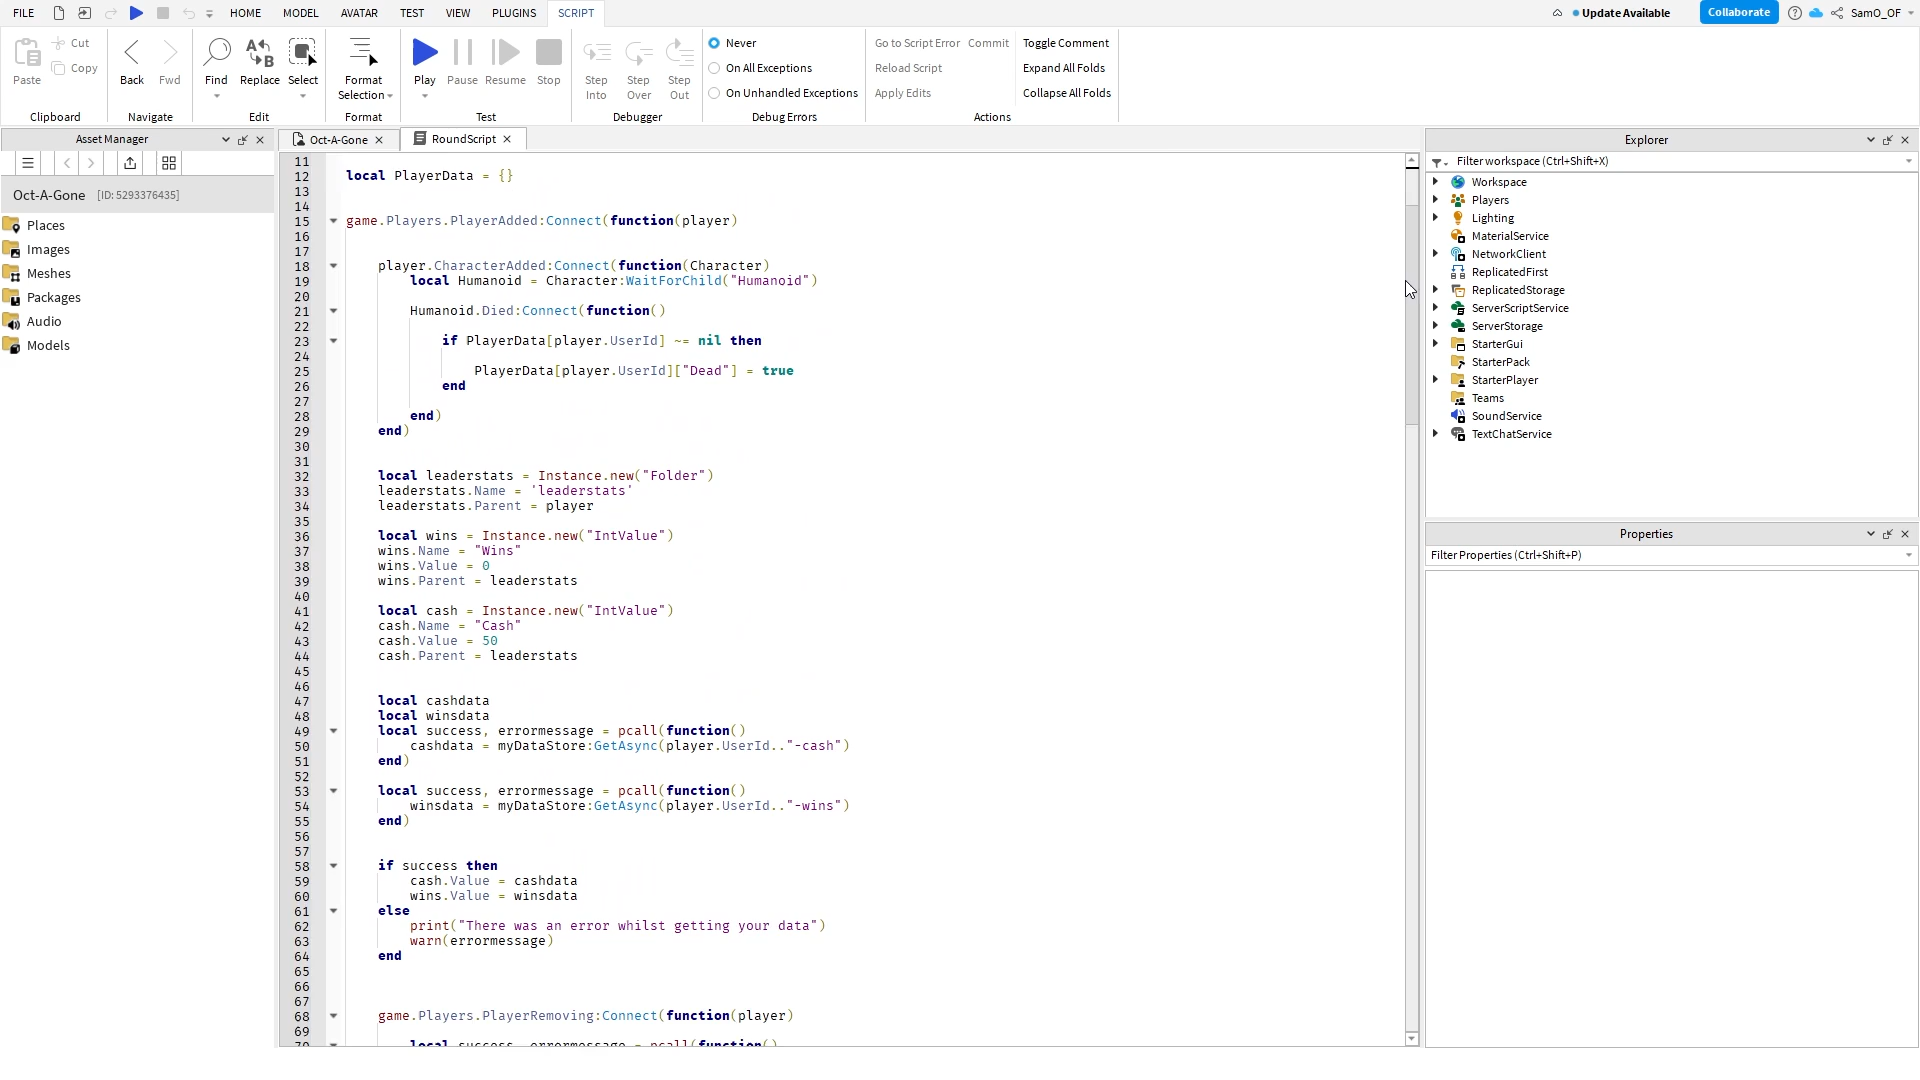 FILE HOME MODEL AVATAR TEST VIEW PLUGINS SCRIPT Update Available Collaborate SamO_OF
Paste Cut Copy
Clipboard
Back Fwd
Navigate
Find Replace Select
Edit
Format Selection
Format
Play Pause Resume Stop
Test
Step Into Step Over Step Out
Debugger
Never
On All Exceptions
On Unhandled Exceptions
Debug Errors
Go to Script Error Commit Toggle Comment
Reload Script Expand All Folds
Apply Edits Collapse All Folds
Actions
Asset Manager
Oct-A-Gone [ID: 5293376435]
Places
Images
Meshes
Packages
Audio
Models
Oct-A-Gone RoundScript
11
12 local PlayerData = {}
13
14
15 game.Players.PlayerAdded:Connect(function(player)
16
17
18 player.CharacterAdded:Connect(function(Character)
19 local Humanoid = Character:WaitForChild("Humanoid")
20
21 Humanoid.Died:Connect(function()
22
23 if PlayerData[player.UserId] ~= nil then
24
25 PlayerData[player.UserId]["Dead"] = true
26 end
27
28 end)
29 end)
30
31
32 local leaderstats = Instance.new("Folder")
33 leaderstats.Name = 'leaderstats'
34 leaderstats.Parent = player
35
36 local wins = Instance.new("IntValue")
37 wins.Name = "Wins"
38 wins.Value = 0
39 wins.Parent = leaderstats
40
41 local cash = Instance.new("IntValue")
42 cash.Name = "Cash"
43 cash.Value = 50
44 cash.Parent = leaderstats
45
46
47 local cashdata
48 local winsdata
49 local success, errormessage = pcall(function()
50 cashdata = myDataStore:GetAsync(player.UserId.."-cash")
51 end)
52
53 local success, errormessage = pcall(function()
54 winsdata = myDataStore:GetAsync(player.UserId.."-wins")
55 end)
56
57
58 if success then
59 cash.Value = cashdata
60 wins.Value = winsdata
61 else
62 print("There was an error whilst getting your data")
63 warn(errormessage)
64 end
65
66
67
68 game.Players.PlayerRemoving:Connect(function(player)
69
70 local success, errormessage = pcall(function()
Explorer
Filter workspace (Ctrl+Shift+X)
Workspace
Players
Lighting
MaterialService
NetworkClient
ReplicatedFirst
ReplicatedStorage
ServerScriptService
ServerStorage
StarterGui
StarterPack
StarterPlayer
Teams
SoundService
TextChatService
Properties
Filter Properties (Ctrl+Shift+P)